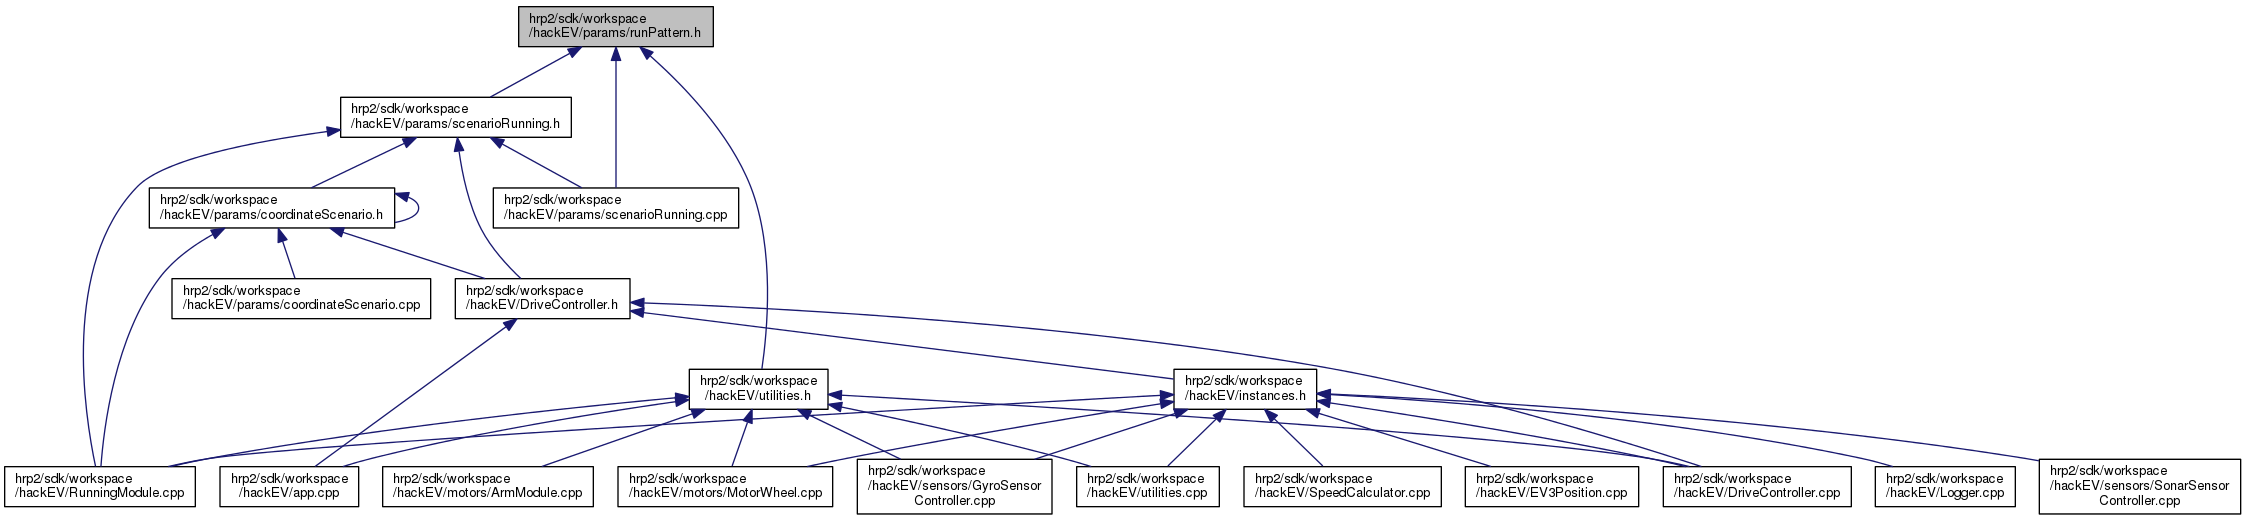 hrp2/sdk/workspace
/hackEV/params/runPattern.h
hrp2/sdk/workspace
/hackEV/params/scenarioRunning.h
hrp2/sdk/workspace
/hackEV/params/coordinateScenario.h
hrp2/sdk/workspace
/hackEV/params/scenarioRunning.cpp
hrp2/sdk/workspace
/hackEV/params/coordinateScenario.cpp
hrp2/sdk/workspace
/hackEV/DriveController.h
hrp2/sdk/workspace
/hackEV/utilities.h
hrp2/sdk/workspace
/hackEV/instances.h
hrp2/sdk/workspace
/hackEV/RunningModule.cpp
hrp2/sdk/workspace
/hackEV/app.cpp
hrp2/sdk/workspace
/hackEV/motors/ArmModule.cpp
hrp2/sdk/workspace
/hackEV/motors/MotorWheel.cpp
hrp2/sdk/workspace
/hackEV/sensors/GyroSensor
Controller.cpp
hrp2/sdk/workspace
/hackEV/utilities.cpp
hrp2/sdk/workspace
/hackEV/SpeedCalculator.cpp
hrp2/sdk/workspace
/hackEV/EV3Position.cpp
hrp2/sdk/workspace
/hackEV/DriveController.cpp
hrp2/sdk/workspace
/hackEV/Logger.cpp
hrp2/sdk/workspace
/hackEV/sensors/SonarSensor
Controller.cpp